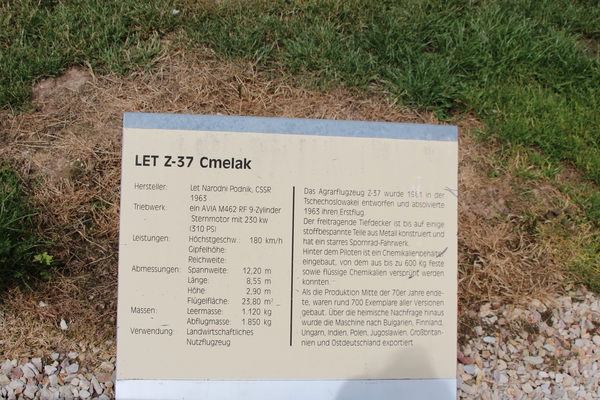 LET Z-37 Cmelak
Hersteller: Let Narodni Podnik, CSSR
1963
Triebwerk: ein AVIA M462 RF 9-Zylinder
Sternmotor mit 230 kw
(310 PS)
Leistungen: Höchstgeschw.: 180 km/h
Gipfelhöhe:
Reichweite:
Abmessungen: Spannweite: 12,20 m
Länge: 8,55 m
Höhe: 2,90 m
Flügelfläche: 23,80 m²
Massen: Leermasse: 1.120 kg
Abflugmasse: 1.850 kg
Verwendung: Landwirtschaftliches
Nutzflugzeug
Das Agrarflugzeug Z-37 wurde 1961 in der
Tschechoslowakei entworfen und absolvierte
1963 ihren Erstflug.
Der freitragende Tiefdecker ist bis auf einige
stoffbespannte Teile aus Metall konstruiert und
hat ein starres Spornrad-Fahrwerk.
Hinter dem Piloten ist ein Chemikalienbehälter
eingebaut, von dem aus bis zu 600 Kg feste
sowie flüssige Chemikalien versprüht werden
konnten.
Als die Produktion Mitte der 70er Jahre ende-
te, waren rund 700 Exemplare aller Versionen
gebaut. Über die heimische Nachfrage hinaus
wurde die Maschine nach Bulgarien, Finnland,
Ungarn, Indien, Polen, Jugoslawien, Großbritan-
nien und Ostdeutschland exportiert.